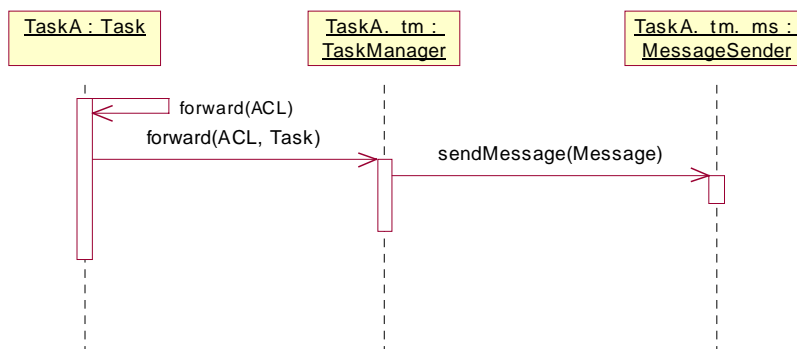 TaskA : Task
TaskA. tm :
TaskManager
TaskA. tm. ms :
MessageSender
forward(ACL)
forward(ACL, Task)
sendMessage(Message)